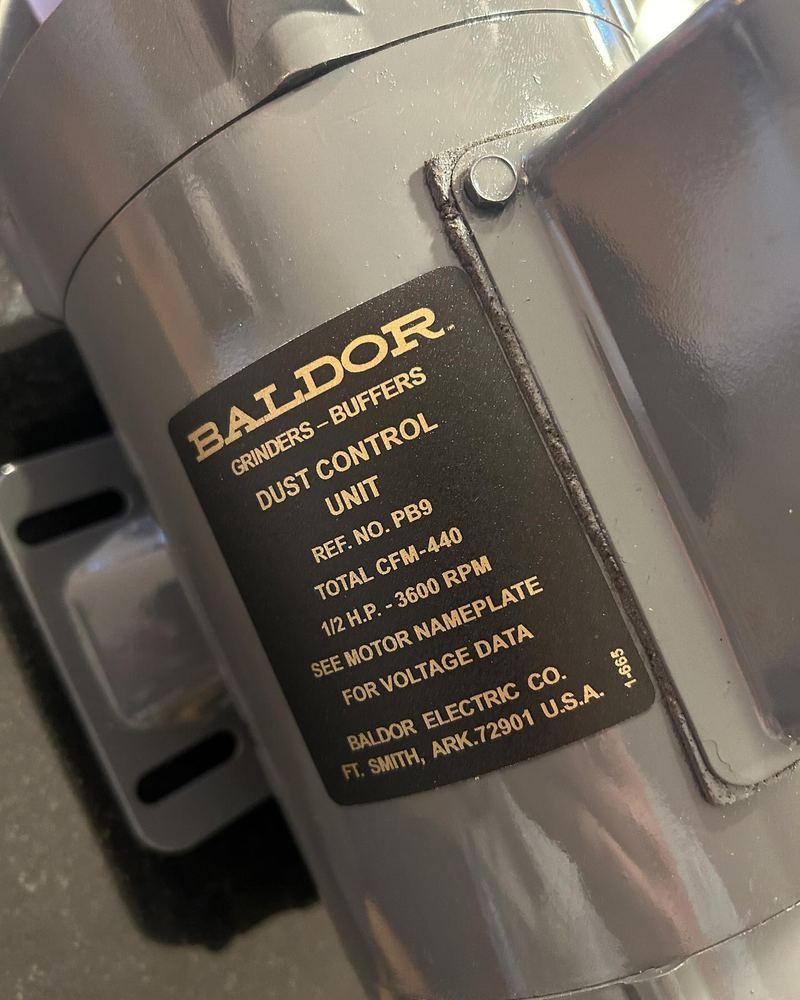 BALDOR™
GRINDERS-BUFFERS
DUST CONTROL
UNIT
REF. NO. PB9
TOTAL CFM-440
1/2 H.P. - 3600 RPM
SEE MOTOR NAMEPLATE
FOR VOLTAGE DATA
BALDOR ELECTRIC CO.
FT. SMITH, ARK.72901 U.S.A.
1-665